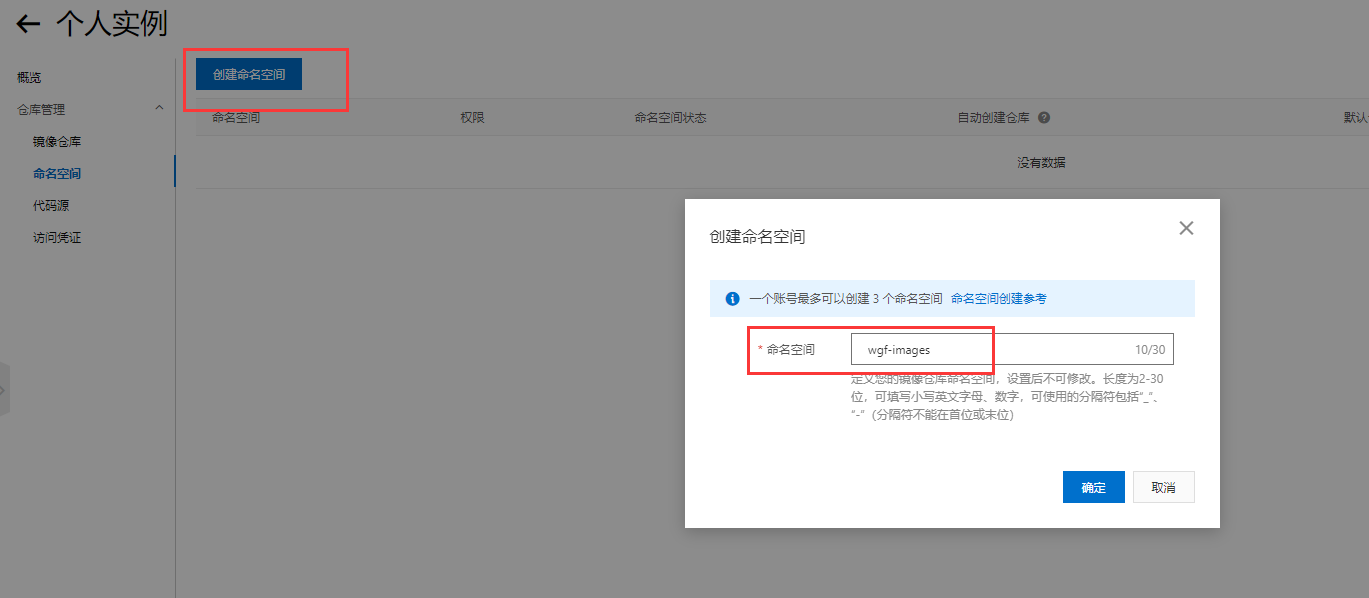 个人实例
概览
仓库管理
镜像仓库
命名空间
代码源
访问凭证
创建命名空间
命名空间 权限 命名空间状态 自动创建仓库 默认
没有数据
创建命名空间
一个账号最多可以创建 3 个命名空间 命名空间创建参考
* 命名空间 wgf-images 10/30
定义您的镜像仓库命名空间，设置后不可修改。长度为2-30
位，可填写小写英文字母、数字，可使用的分隔符包括“_”、
“-”（分隔符不能在首位或末位）
确定 取消